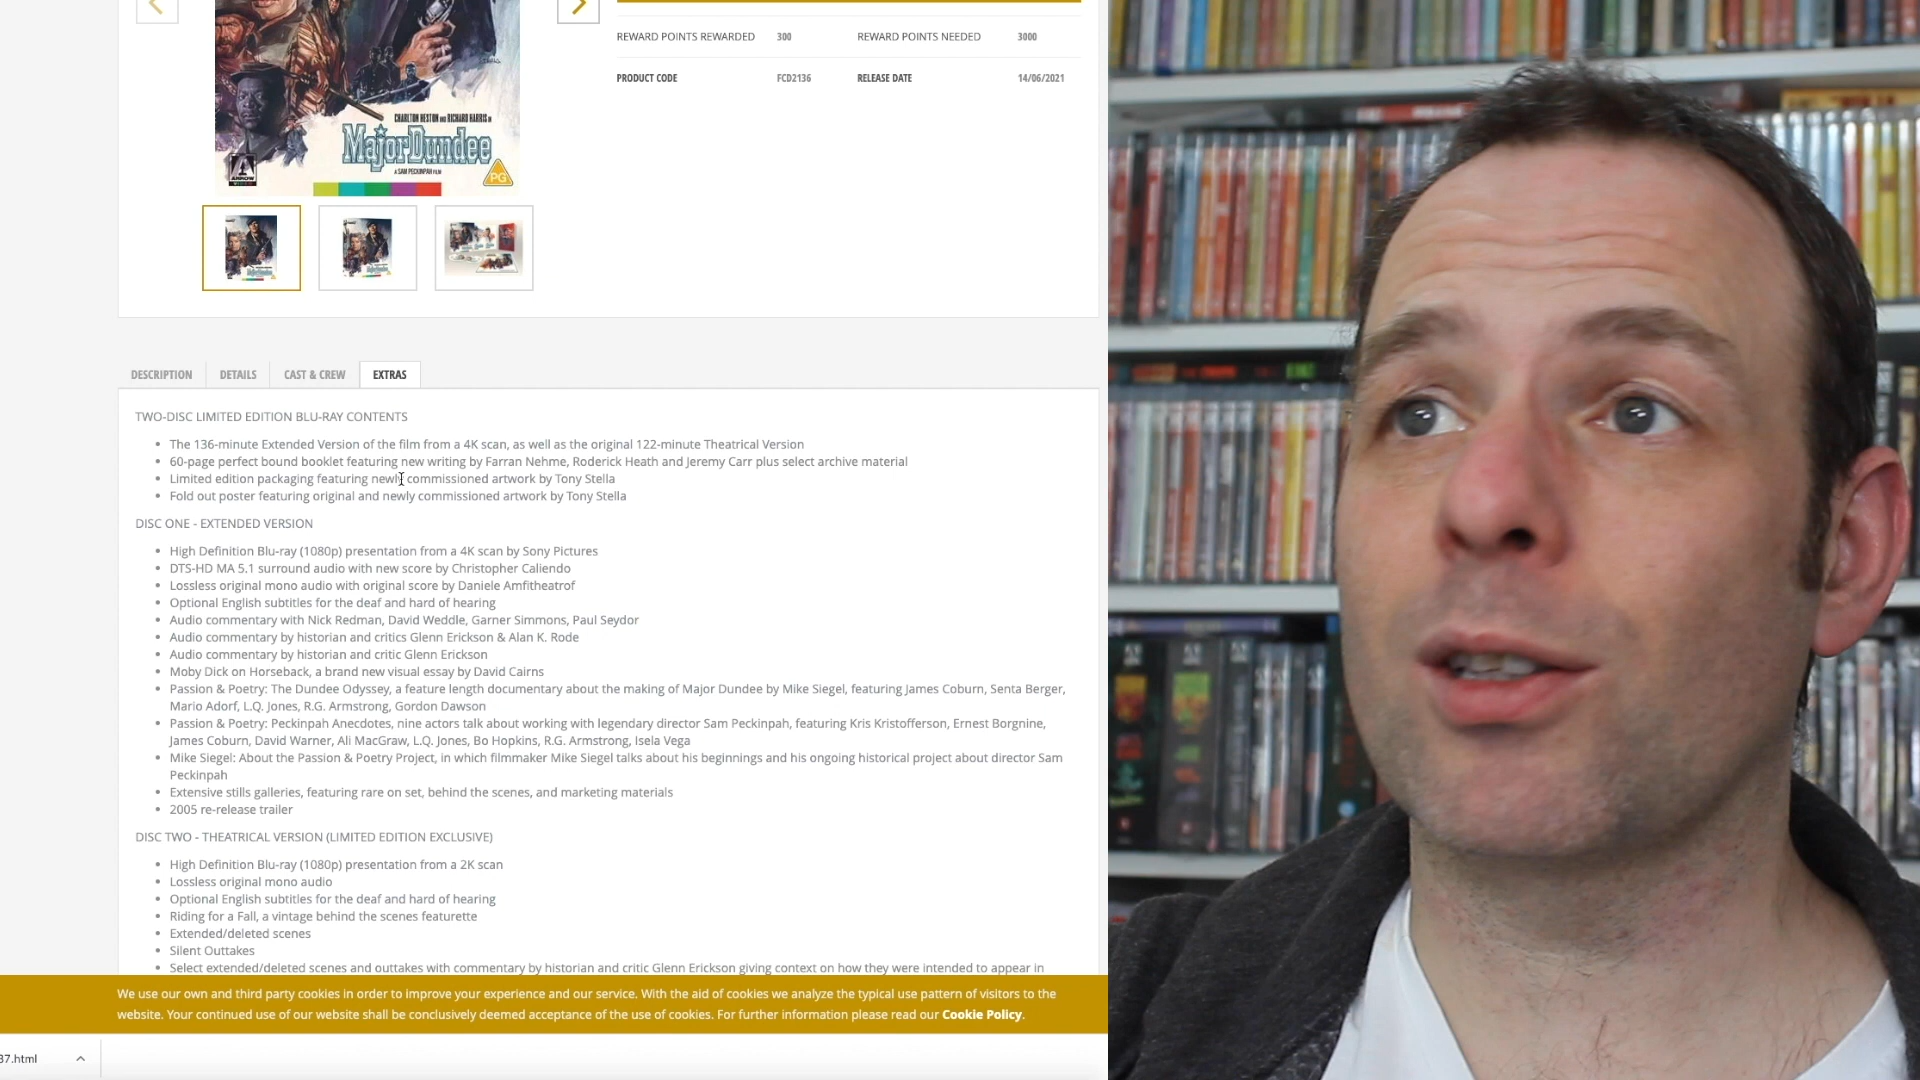 REWARD POINTS REWARDED 300 REWARD POINTS NEEDED 3000
PRODUCT CODE FCD2136 RELEASE DATE 14/06/2021
CHARLTON HESTON AND RICHARD HARRIS IN
MajorDundee
A SAM PECKINPAH FILM
PG
DESCRIPTION DETAILS CAST & CREW EXTRAS
TWO-DISC LIMITED EDITION BLU-RAY CONTENTS
• The 136-minute Extended Version of the film from a 4K scan, as well as the original 122-minute Theatrical Version
• 60-page perfect bound booklet featuring new writing by Farran Nehme, Roderick Heath and Jeremy Carr plus select archive material
• Limited edition packaging featuring newly commissioned artwork by Tony Stella
• Fold out poster featuring original and newly commissioned artwork by Tony Stella
DISC ONE - EXTENDED VERSION
• High Definition Blu-ray (1080p) presentation from a 4K scan by Sony Pictures
• DTS-HD MA 5.1 surround audio with new score by Christopher Caliendo
• Lossless original mono audio with original score by Daniele Amfitheatrof
• Optional English subtitles for the deaf and hard of hearing
• Audio commentary with Nick Redman, David Weddle, Garner Simmons, Paul Seydor
• Audio commentary by historian and critics Glenn Erickson & Alan K. Rode
• Audio commentary by historian and critic Glenn Erickson
• Moby Dick on Horseback, a brand new visual essay by David Cairns
• Passion & Poetry: The Dundee Odyssey, a feature length documentary about the making of Major Dundee by Mike Siegel, featuring James Coburn, Senta Berger,
Mario Adorf, L.Q. Jones, R.G. Armstrong, Gordon Dawson
• Passion & Poetry: Peckinpah Anecdotes, nine actors talk about working with legendary director Sam Peckinpah, featuring Kris Kristofferson, Ernest Borgnine,
James Coburn, David Warner, Ali MacGraw, L.Q. Jones, Bo Hopkins, R.G. Armstrong, Isela Vega
• Mike Siegel: About the Passion & Poetry Project, in which filmmaker Mike Siegel talks about his beginnings and his ongoing historical project about director Sam
Peckinpah
• Extensive stills galleries, featuring rare on set, behind the scenes, and marketing materials
• 2005 re-release trailer
DISC TWO - THEATRICAL VERSION (LIMITED EDITION EXCLUSIVE)
• High Definition Blu-ray (1080p) presentation from a 2K scan
• Lossless original mono audio
• Optional English subtitles for the deaf and hard of hearing
• Riding for a Fall, a vintage behind the scenes featurette
• Extended/deleted scenes
• Silent Outtakes
• Select extended/deleted scenes and outtakes with commentary by historian and critic Glenn Erickson giving context on how they were intended to appear in
We use our own and third party cookies in order to improve your experience and our service. With the aid of cookies we analyze the typical use pattern of visitors to the
website. Your continued use of our website shall be conclusively deemed acceptance of the use of cookies. For further information please read our Cookie Policy.
37.html